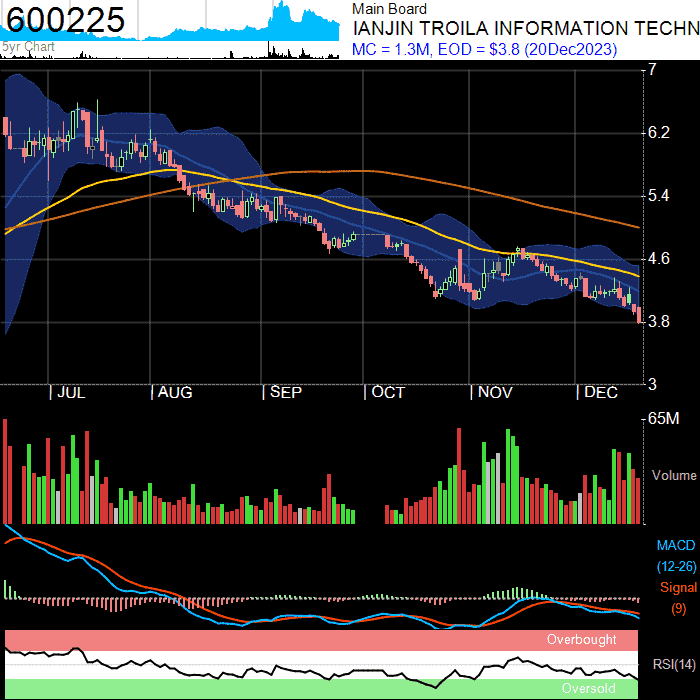 600225
5yr Chart
Main Board
IANJIN TROILA INFORMATION TECHN
MC = 1.3M, EOD = $3.8 (20Dec2023)
7
6.2
5.4
4.6
3.8
3
JUL
AUG
SEP
OCT
NOV
DEC
65M
Volume
MACD
(12-26)
Signal
(9)
Overbought
RSI(14)
Oversold